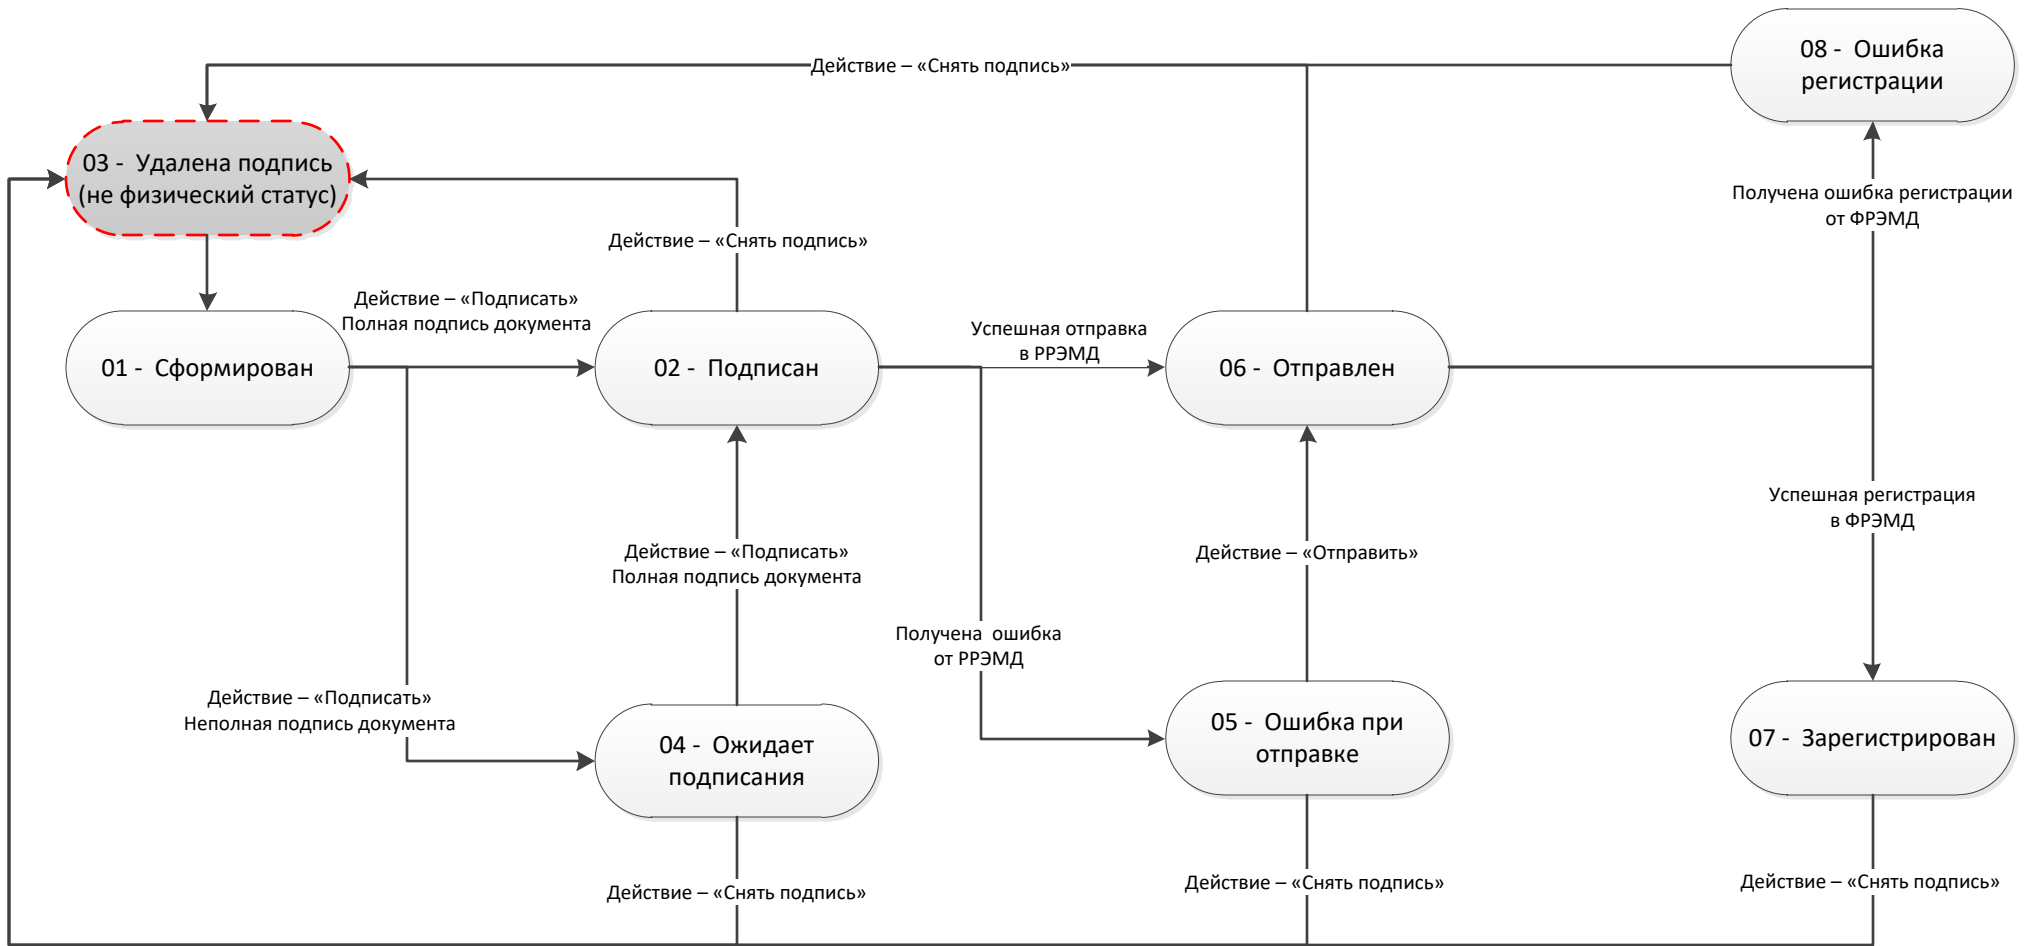 08 - Ошибка
регистрации
Действие – «Снять подпись»
03 - Удалена подпись
(не физический статус)
Получена ошибка регистрации
от ФРЭМД
Действие – «Снять подпись»
Действие – «Подписать»
Полная подпись документа
Успешная отправка
в РРЭМД
01 - Сформирован
02 - Подписан
06 - Отправлен
Успешная регистрация
в ФРЭМД
Действие – «Подписать»
Полная подпись документа
Действие – «Отправить»
Получена ошибка
от РРЭМД
Действие – «Подписать»
Неполная подпись документа
04 - Ожидает
подписания
05 - Ошибка при
отправке
07 - Зарегистрирован
Действие – «Снять подпись»
Действие – «Снять подпись»
Действие – «Снять подпись»